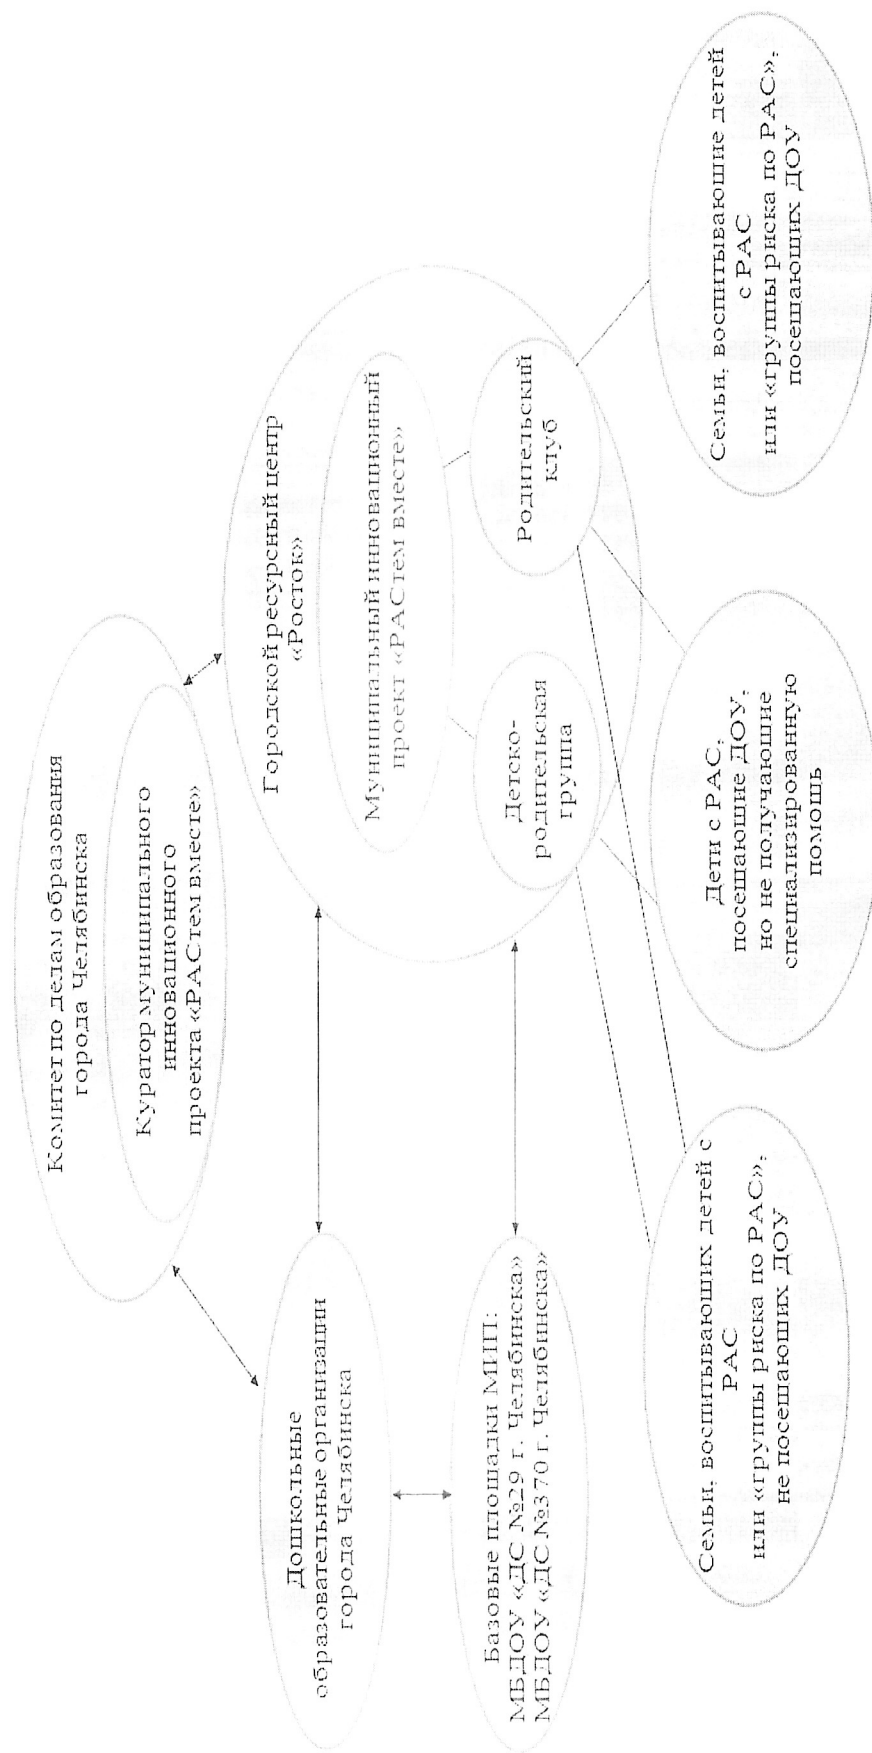 Комитет по делам образования
города Челябинска
Куратор муниципального
инновационного
проекта «РАСтем вместе»
Дошкольные
образовательные организации
города Челябинска
Городской ресурсный центр
«Росток»
Муниципальный инновационный
проект «РАСтем вместе»
Детско-
родительская
группа
Родительский
клуб
Базовые площадки МИП:
МБДОУ «ДС №29 г. Челябинска»
МБДОУ «ДС №370 г. Челябинска»
Семьи, воспитывающих детей с
РАС
или «группы риска по РАС»,
не посещающих ДОУ
Дети с РАС,
посещающие ДОУ,
но не получающие
специализированную
помощь
Семьи, воспитывающие детей
с РАС
или «группы риска по РАС»,
посещающих ДОУ